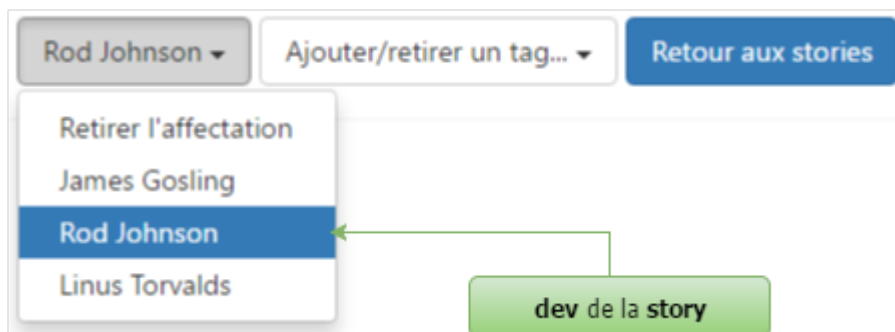 Rod Johnson
Ajouter/retirer un tag...
Retour aux stories
Retirer l'affectation
James Gosling
Rod Johnson
Linus Torvalds
dev de la story